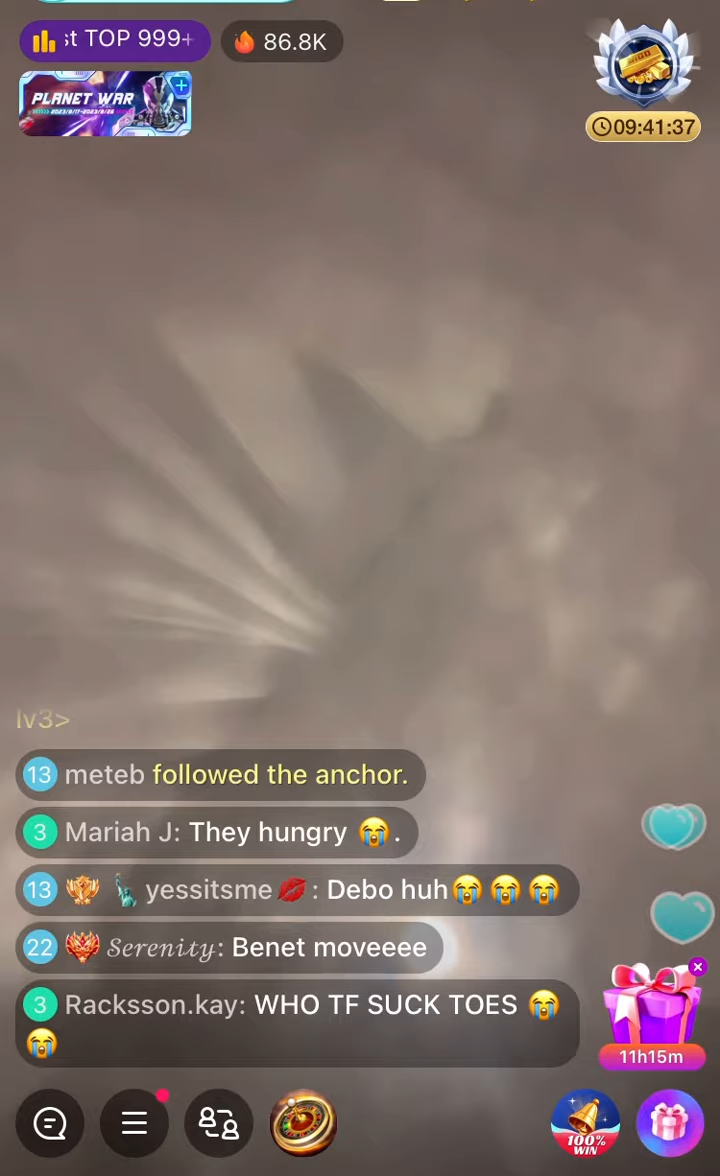 st TOP 999+
86.8K
PLANET WAR
09:41:37
lv3>
13 meteb followed the anchor.
3 Mariah J: They hungry 😭.
13 🗽 yessitsme💋: Debo huh😭😭😭
22 𝑆𝑒𝑟𝑒𝑛𝑖𝑡𝑦: Benet moveeee
3 Racksson.kay: WHO TF SUCK TOES 😭
😭
11h15m
100%
WIN